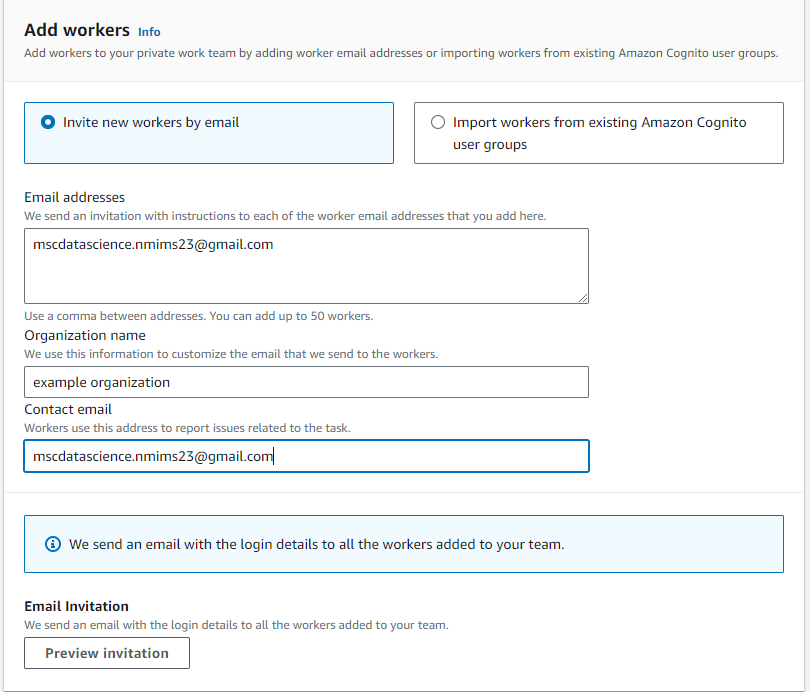 Add workers Info
Add workers to your private work team by adding worker email addresses or importing workers from existing Amazon Cognito user groups.
Invite new workers by email
Import workers from existing Amazon Cognito
user groups
Email addresses
We send an invitation with instructions to each of the worker email addresses that you add here.
mscdatascience.nmims23@gmail.com
Use a comma between addresses. You can add up to 50 workers.
Organization name
We use this information to customize the email that we send to the workers.
example organization
Contact email
Workers use this address to report issues related to the task.
mscdatascience.nmims23@gmail.com
We send an email with the login details to all the workers added to your team.
Email Invitation
We send an email with the login details to all the workers added to your team.
Preview invitation